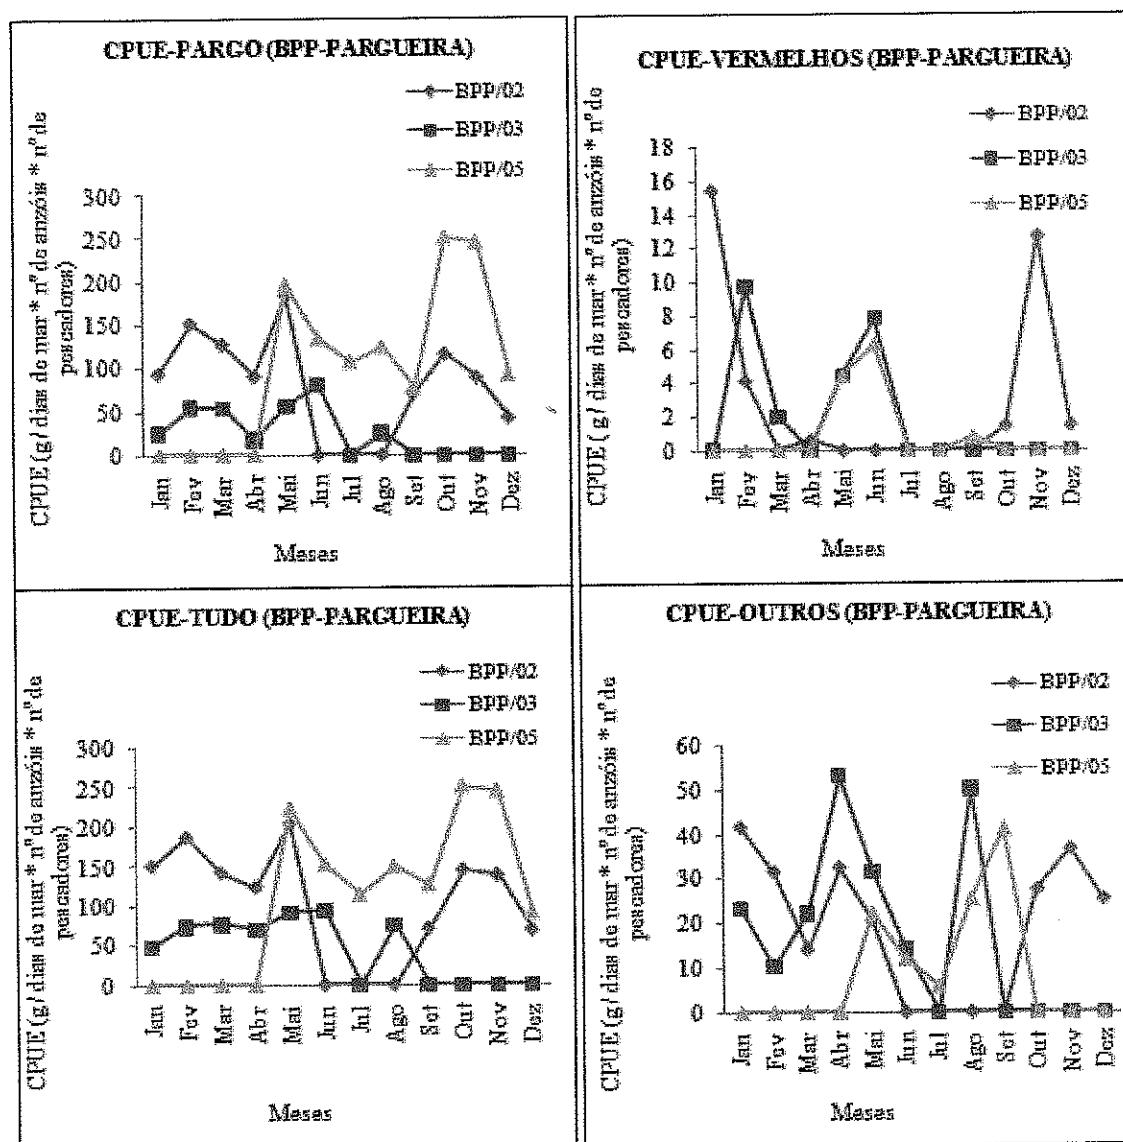 CPUE-PARGO (BPP-PARGUEIRA)
BPP/02
BPP/03
BPP/05
CPUE (g/ dias de mar * nº de anzóis * nº de
pescadores)
300
250
200
150
100
50
0
Jan
Fev
Mar
Abr
Mai
Jun
Jul
Ago
Set
Out
Nov
Dez
Meses
CPUE-VERMELHOS (BPP-PARGUEIRA)
BPP/02
BPP/03
BPP/05
CPUE ( g/ dias de mar * nº de anzóis * nº de
pescadores)
18
16
14
12
10
8
6
4
2
0
Jan
Fev
Mar
Abr
Mai
Jun
Jul
Ago
Set
Out
Nov
Dez
Meses
CPUE-TUDO (BPP-PARGUEIRA)
BPP/02
BPP/03
BPP/05
CPUE (g/ dias de mar * nº de anzóis * nº de
pescadores)
300
250
200
150
100
50
0
Jan
Fev
Mar
Abr
Mai
Jun
Jul
Ago
Set
Out
Nov
Dez
Meses
CPUE-OUTROS (BPP-PARGUEIRA)
BPP/02
BPP/03
BPP/05
CPUE (g/ dias de mar * nº de anzóis * nº de
pescadores)
60
50
40
30
20
10
0
Jan
Fev
Mar
Abr
Mai
Jun
Jul
Ago
Set
Out
Nov
Dez
Meses